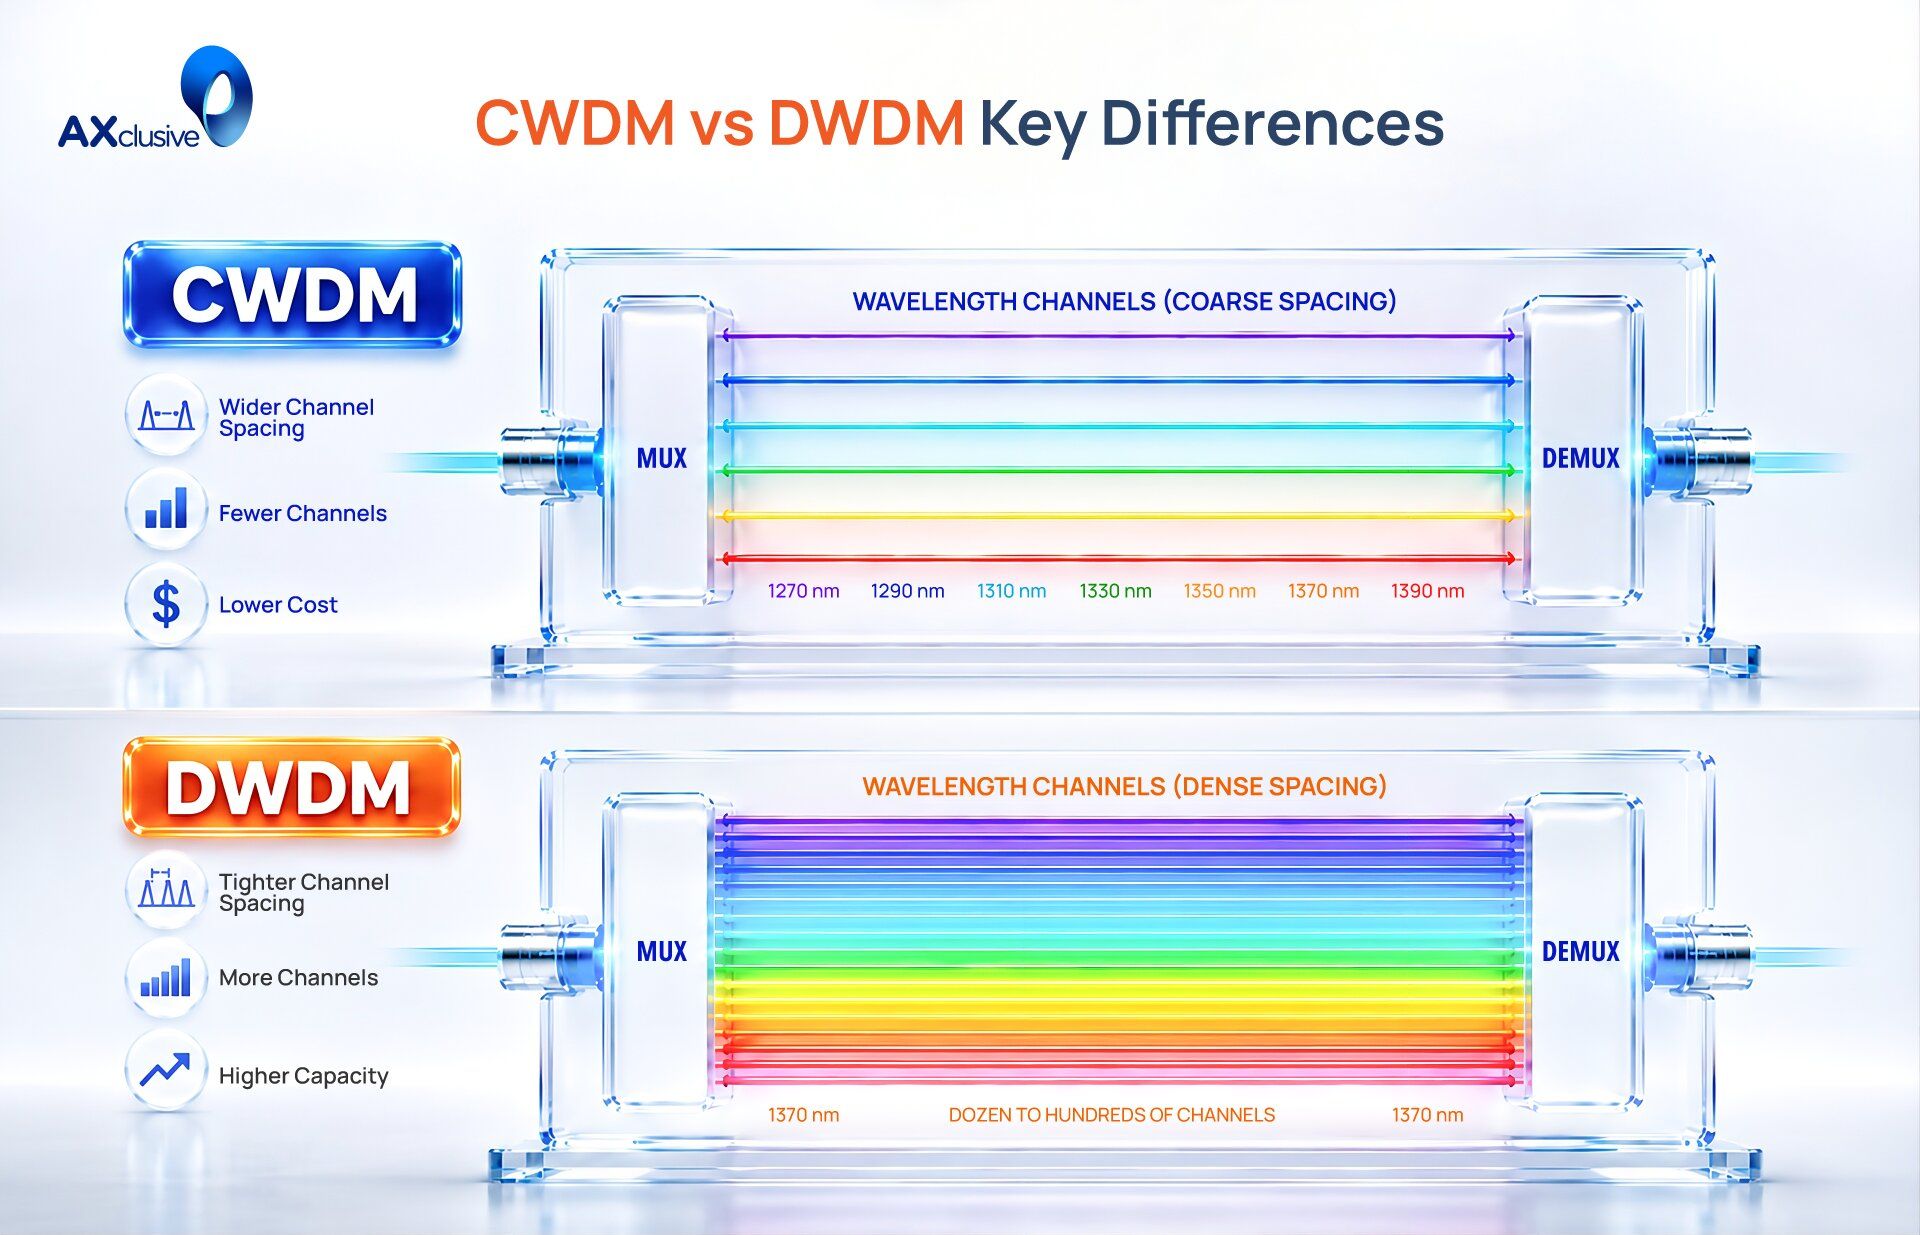 AXclusive
CWDM vs DWDM Key Differences
CWDM
Wider Channel
Spacing
Fewer Channels
$
Lower Cost
WAVELENGTH CHANNELS (COARSE SPACING)
MUX
DEMUX
1270 nm 1290 nm 1310 nm 1330 nm 1350 nm 1370 nm 1390 nm
DWDM
Tighter Channel
Spacing
More Channels
Higher Capacity
WAVELENGTH CHANNELS (DENSE SPACING)
MUX
DEMUX
1370 nm DOZEN TO HUNDREDS OF CHANNELS 1370 nm